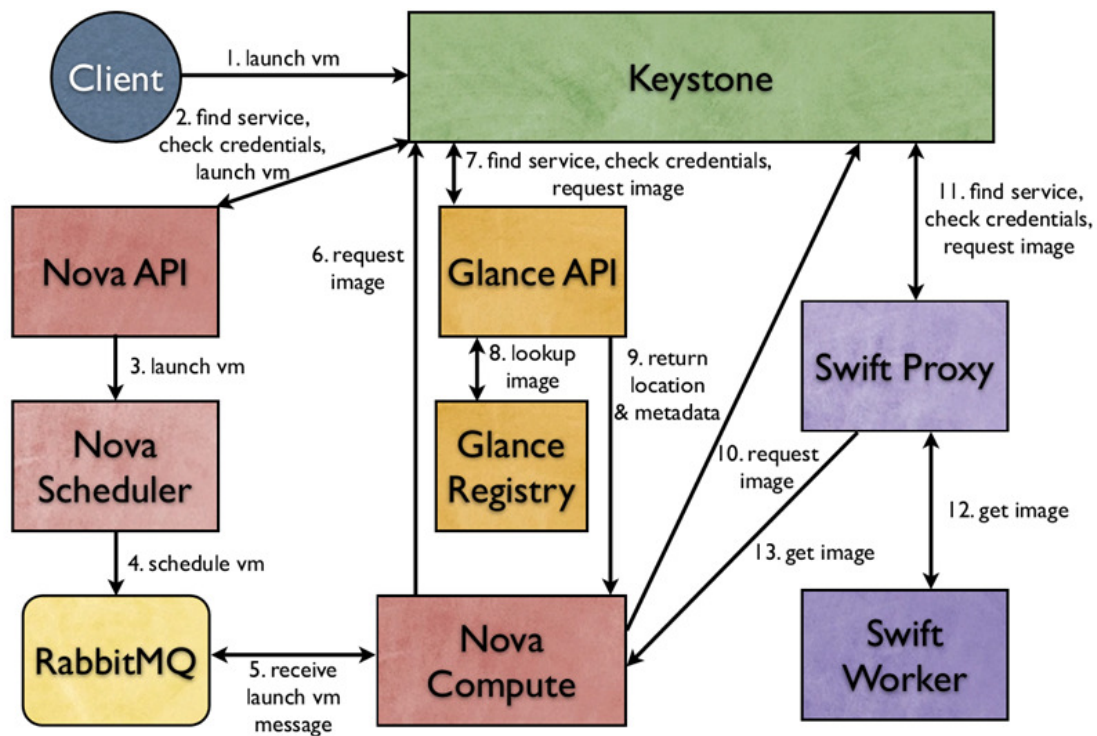 Client
1. launch vm
Keystone
2. find service,
check credentials,
launch vm
7. find service, check credentials,
request image
11. find service,
check credentials,
request image
Nova API
6. request
image
Glance API
3. launch vm
8. lookup
image
9. return
location
& metadata
Swift Proxy
Nova
Scheduler
Glance
Registry
10. request
image
4. schedule vm
13. get image
12. get image
RabbitMQ
5. receive
launch vm
message
Nova
Compute
Swift
Worker